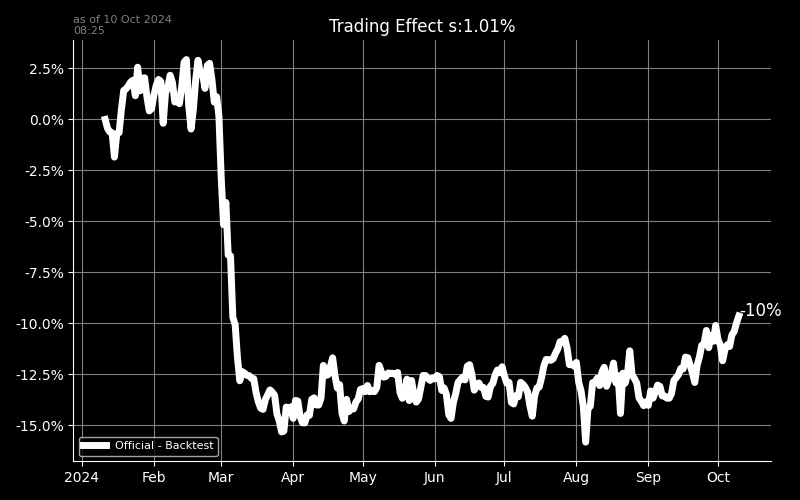 as of 10 Oct 2024
08:25
Trading Effect s:1.01%
2.5%
0.0%
-2.5%
-5.0%
-7.5%
-10.0%
-12.5%
-15.0%
-10%
Official - Backtest
2024 Feb Mar Apr May Jun Jul Aug Sep Oct